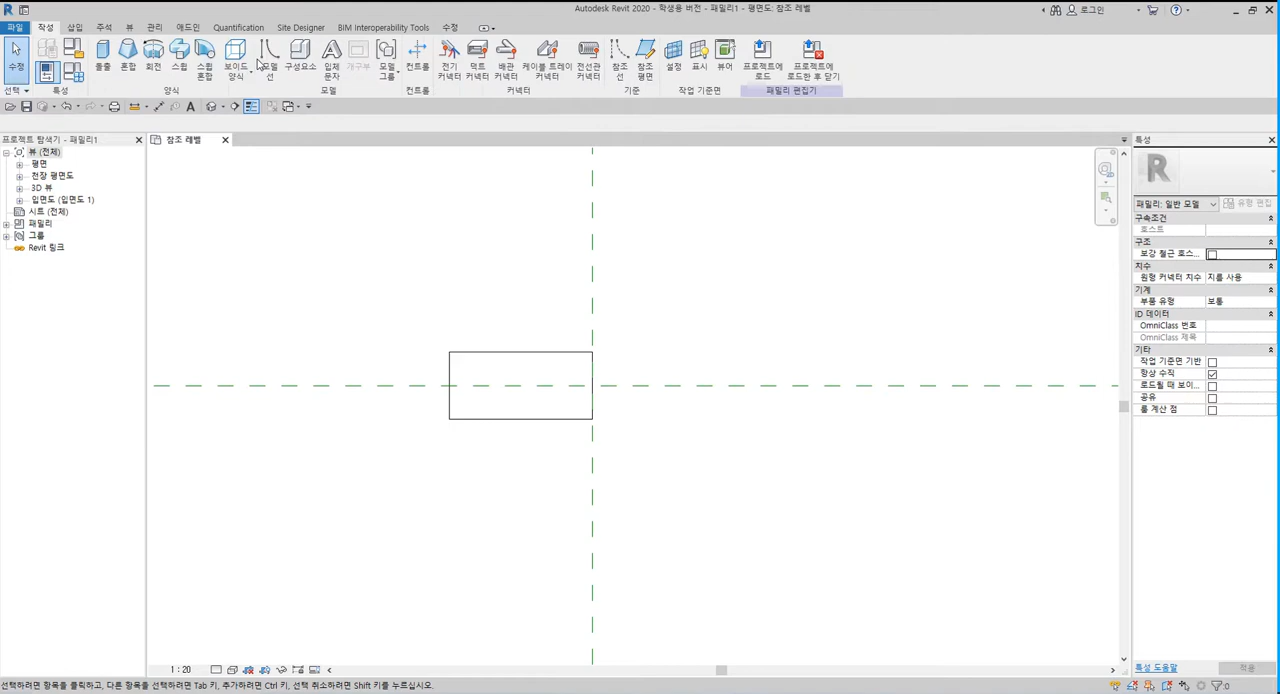 Autodesk Revit 2020 - 학생용 버전 - 패밀리1 - 평면도: 참조 레벨
로그인
파일 작성 삽입 주석 뷰 관리 애드인 Quantification Site Designer BIM Interoperability Tools 수정
수정
돌출 혼합 회전 스윕 스윕 혼합 보이드 양식 모델 선 구성요소 입체 문자 개구부 모델 그룹 컨트롤 전기 커넥터 덕트 커넥터 배관 커넥터 케이블 트레이 커넥터 전선관 커넥터 참조 선 참조 평면 설정 표시 뷰어 프로젝트에 로드 프로젝트에 로드한 후 닫기
선택 특성 양식 모델 컨트롤 커넥터 기준 작업 기준면 패밀리 편집기
프로젝트 탐색기 - 패밀리1
참조 레벨
특성
뷰 (전체)
평면
천장 평면도
3D 뷰
입면도 (입면도 1)
시트 (전체)
패밀리
그룹
Revit 링크
패밀리: 일반 모델
유형 편집
구속조건
호스트
구조
보강 철근 호스...
치수
원형 커넥터 치수 지름 사용
기계
부품 유형 보통
ID 데이터
OmniClass 번호
OmniClass 제목
기타
작업 기준면 기반
항상 수직
로드될 때 보이...
공유
룸 계산 점
1 : 20
특성 도움말
적용
선택하려면 항목을 클릭하고, 다른 항목을 선택하려면 Tab 키, 추가하려면 Ctrl 키, 선택 취소하려면 Shift 키를 누르십시오.
:0